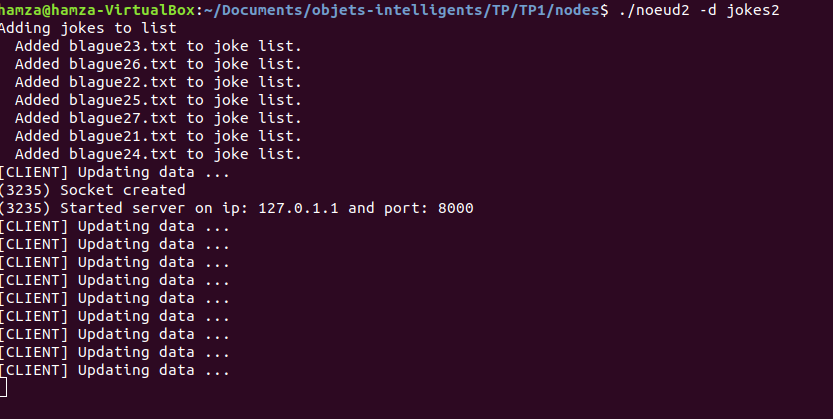 hamza@hamza-VirtualBox:~/Documents/objets-intelligents/TP/TP1/nodes$ ./noeud2 -d jokes2
Adding jokes to list
  Added blague23.txt to joke list.
  Added blague26.txt to joke list.
  Added blague22.txt to joke list.
  Added blague25.txt to joke list.
  Added blague27.txt to joke list.
  Added blague21.txt to joke list.
  Added blague24.txt to joke list.
[CLIENT] Updating data ...
(3235) Socket created
(3235) Started server on ip: 127.0.1.1 and port: 8000
[CLIENT] Updating data ...
[CLIENT] Updating data ...
[CLIENT] Updating data ...
[CLIENT] Updating data ...
[CLIENT] Updating data ...
[CLIENT] Updating data ...
[CLIENT] Updating data ...
[CLIENT] Updating data ...
[CLIENT] Updating data ...